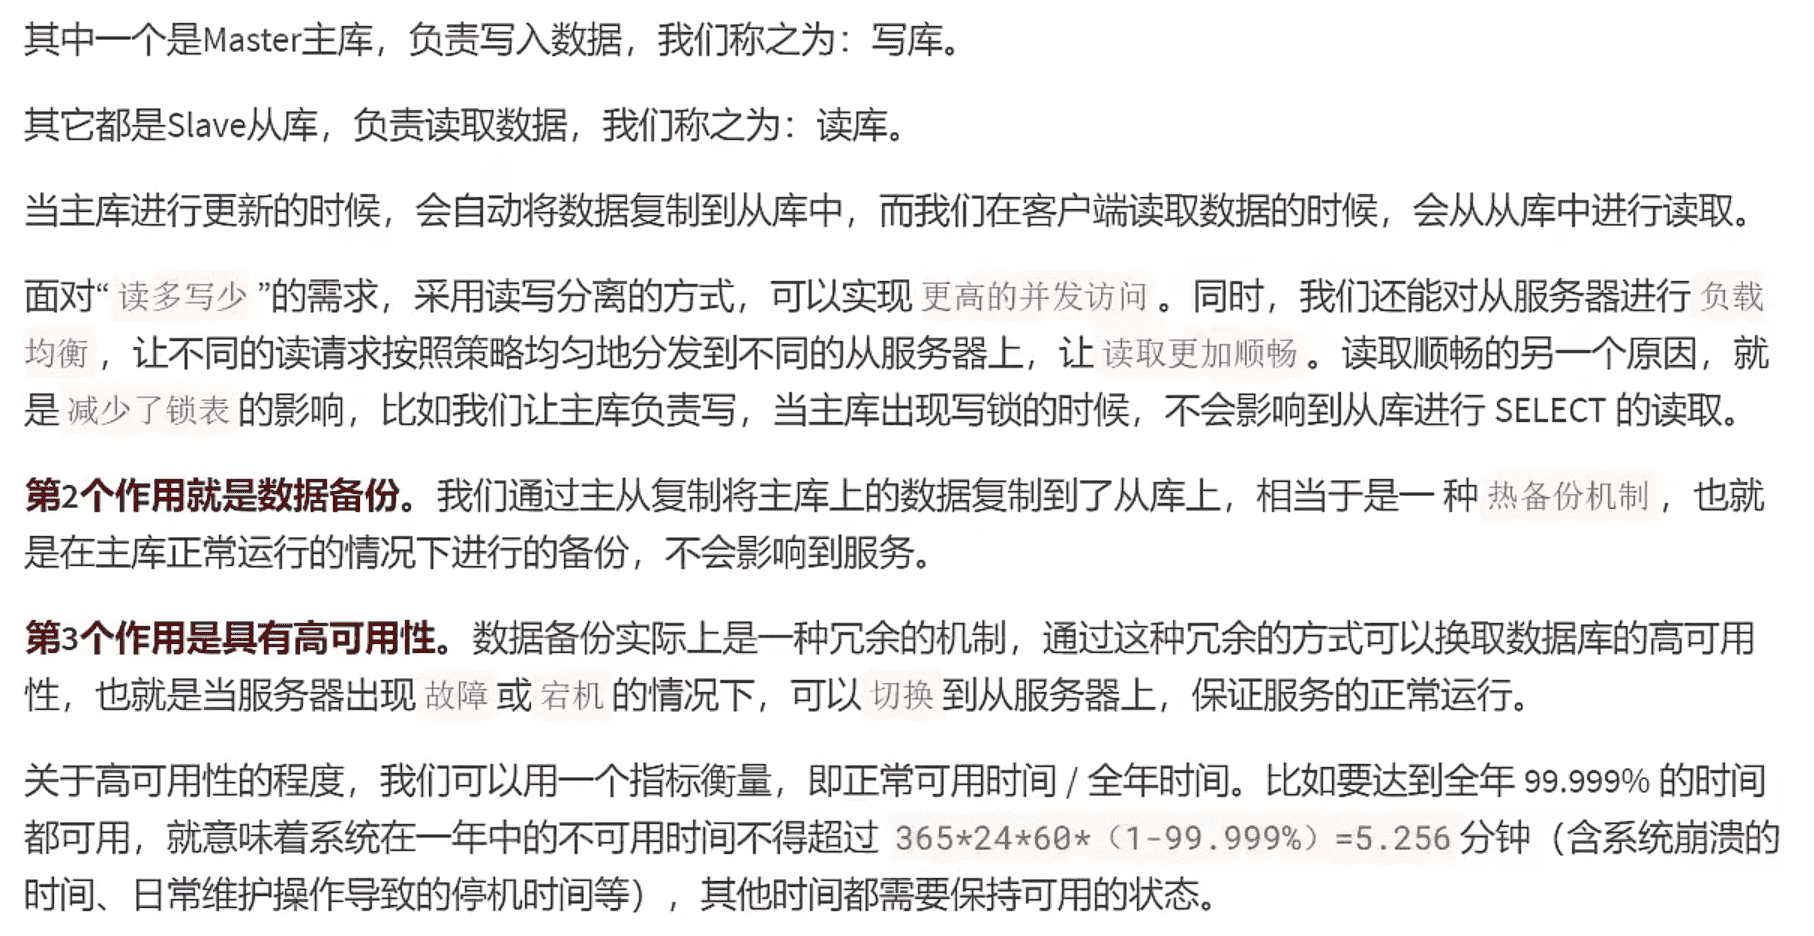 其中一个是Master主库，负责写入数据，我们称之为：写库。
其它都是Slave从库，负责读取数据，我们称之为：读库。
当主库进行更新的时候，会自动将数据复制到从库中，而我们在客户端读取数据的时候，会从从库中进行读取。
面对“读多写少”的需求，采用读写分离的方式，可以实现更高的并发访问。同时，我们还能对从服务器进行负载
均衡，让不同的读请求按照策略均匀地分发到不同的从服务器上，让读取更加顺畅。读取顺畅的另一个原因，就
是减少了锁表的影响，比如我们让主库负责写，当主库出现写锁的时候，不会影响到从库进行 SELECT 的读取。
第2个作用就是数据备份。我们通过主从复制将主库上的数据复制到了从库上，相当于是一 种热备份机制，也就
是在主库正常运行的情况下进行的备份，不会影响到服务。
第3个作用是具有高可用性。数据备份实际上是一种冗余的机制，通过这种冗余的方式可以换取数据库的高可用
性，也就是当服务器出现故障或宕机的情况下，可以切换到从服务器上，保证服务的正常运行。
关于高可用性的程度，我们可以用一个指标衡量，即正常可用时间 / 全年时间。比如要达到全年 99.999% 的时间
都可用，就意味着系统在一年中的不可用时间不得超过 365*24*60*（1-99.999%）=5.256 分钟（含系统崩溃的
时间、日常维护操作导致的停机时间等），其他时间都需要保持可用的状态。